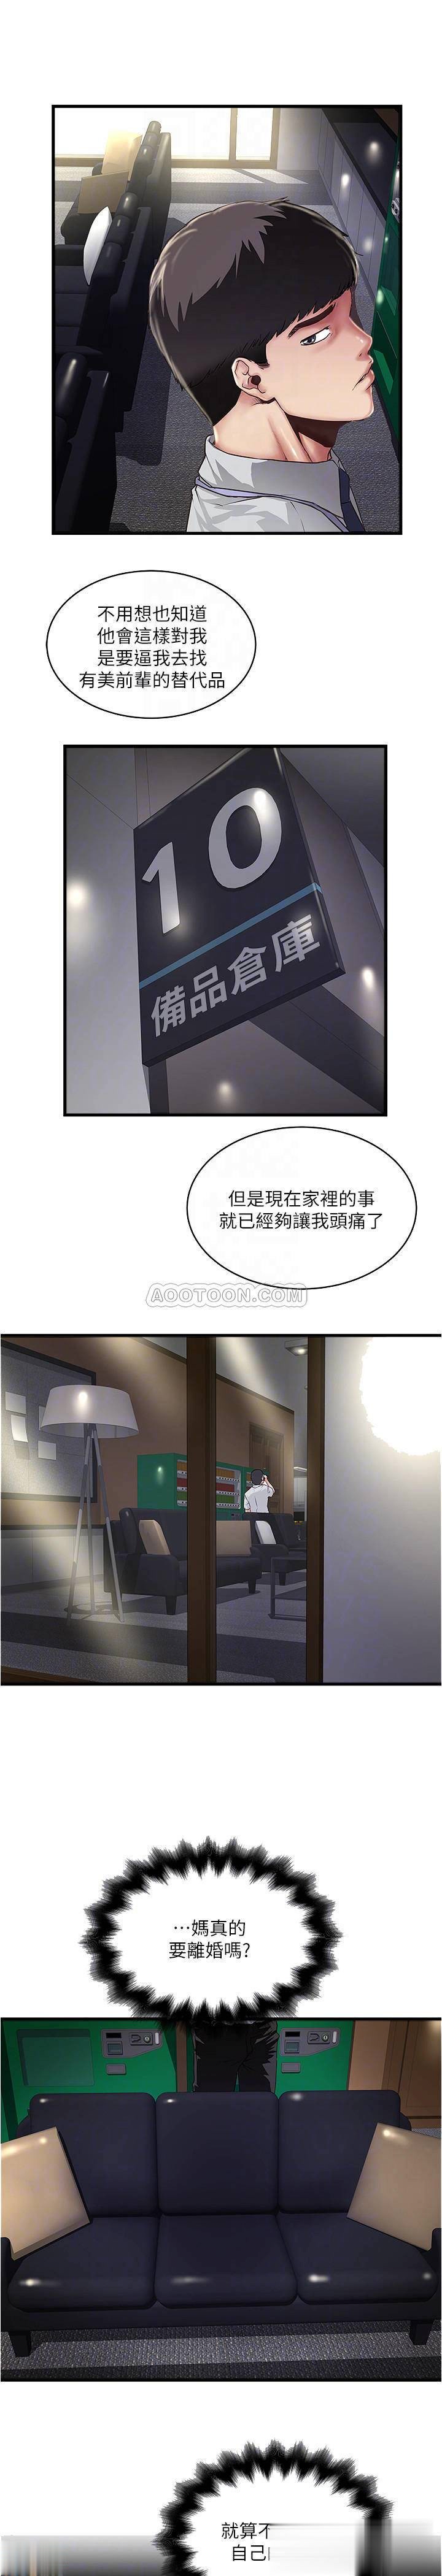 不用想也知道
他會這樣對我
是要逼我去找
有美前輩的替代品
10
備品倉庫
但是現在家裡的事
就已經夠讓我頭痛了
AOOTOON.COM
…媽真的
要離婚嗎?
就算不
自己